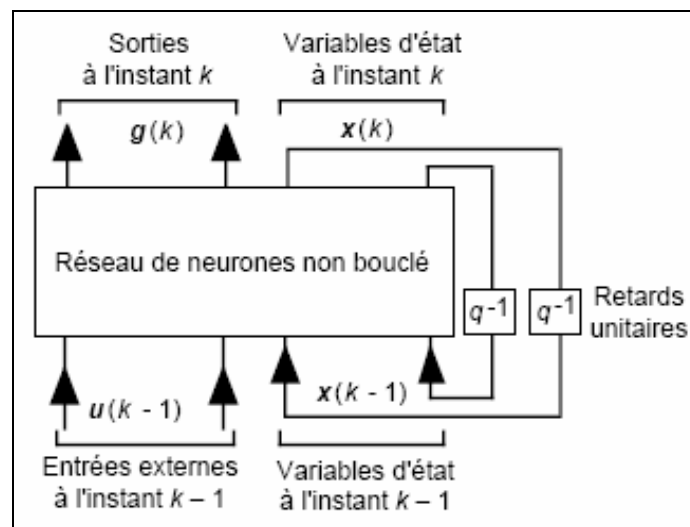 Sorties
à l'instant k
Variables d'état
à l'instant k
g(k)
x(k)
Réseau de neurones non bouclé
q-1
q-1
Retards
unitaires
u(k - 1)
x(k - 1)
Entrées externes
à l'instant k – 1
Variables d'état
à l'instant k – 1